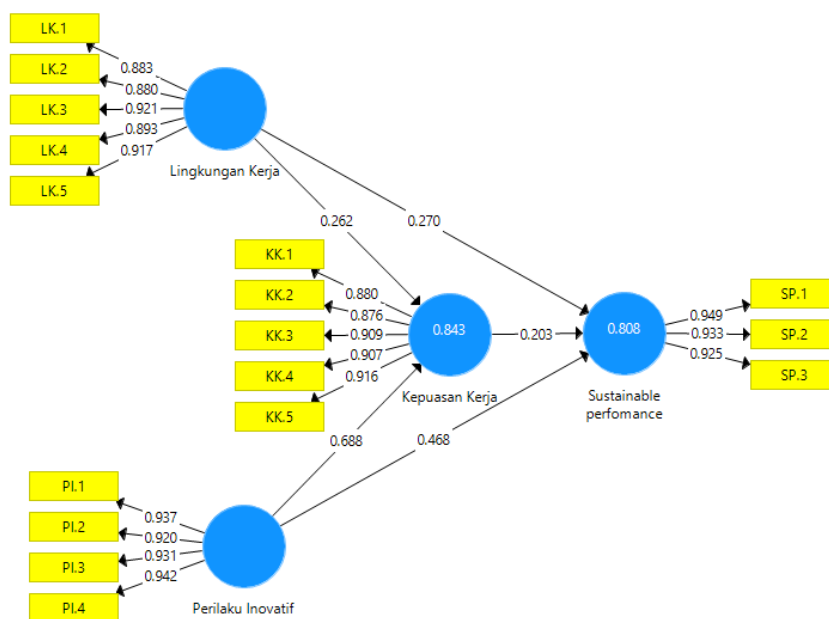 LK.1
LK.2
LK.3
LK.4
LK.5
0.883
0.880
0.921
0.893
0.917
Lingkungan Kerja
0.262
0.270
KK.1
KK.2
KK.3
KK.4
KK.5
0.880
0.876
0.909
0.907
0.916
0.843
Kepuasan Kerja
0.203
0.808
Sustainable
perfomance
0.949
0.933
0.925
SP.1
SP.2
SP.3
0.688
0.468
PI.1
PI.2
PI.3
PI.4
0.937
0.920
0.931
0.942
Perilaku Inovatif